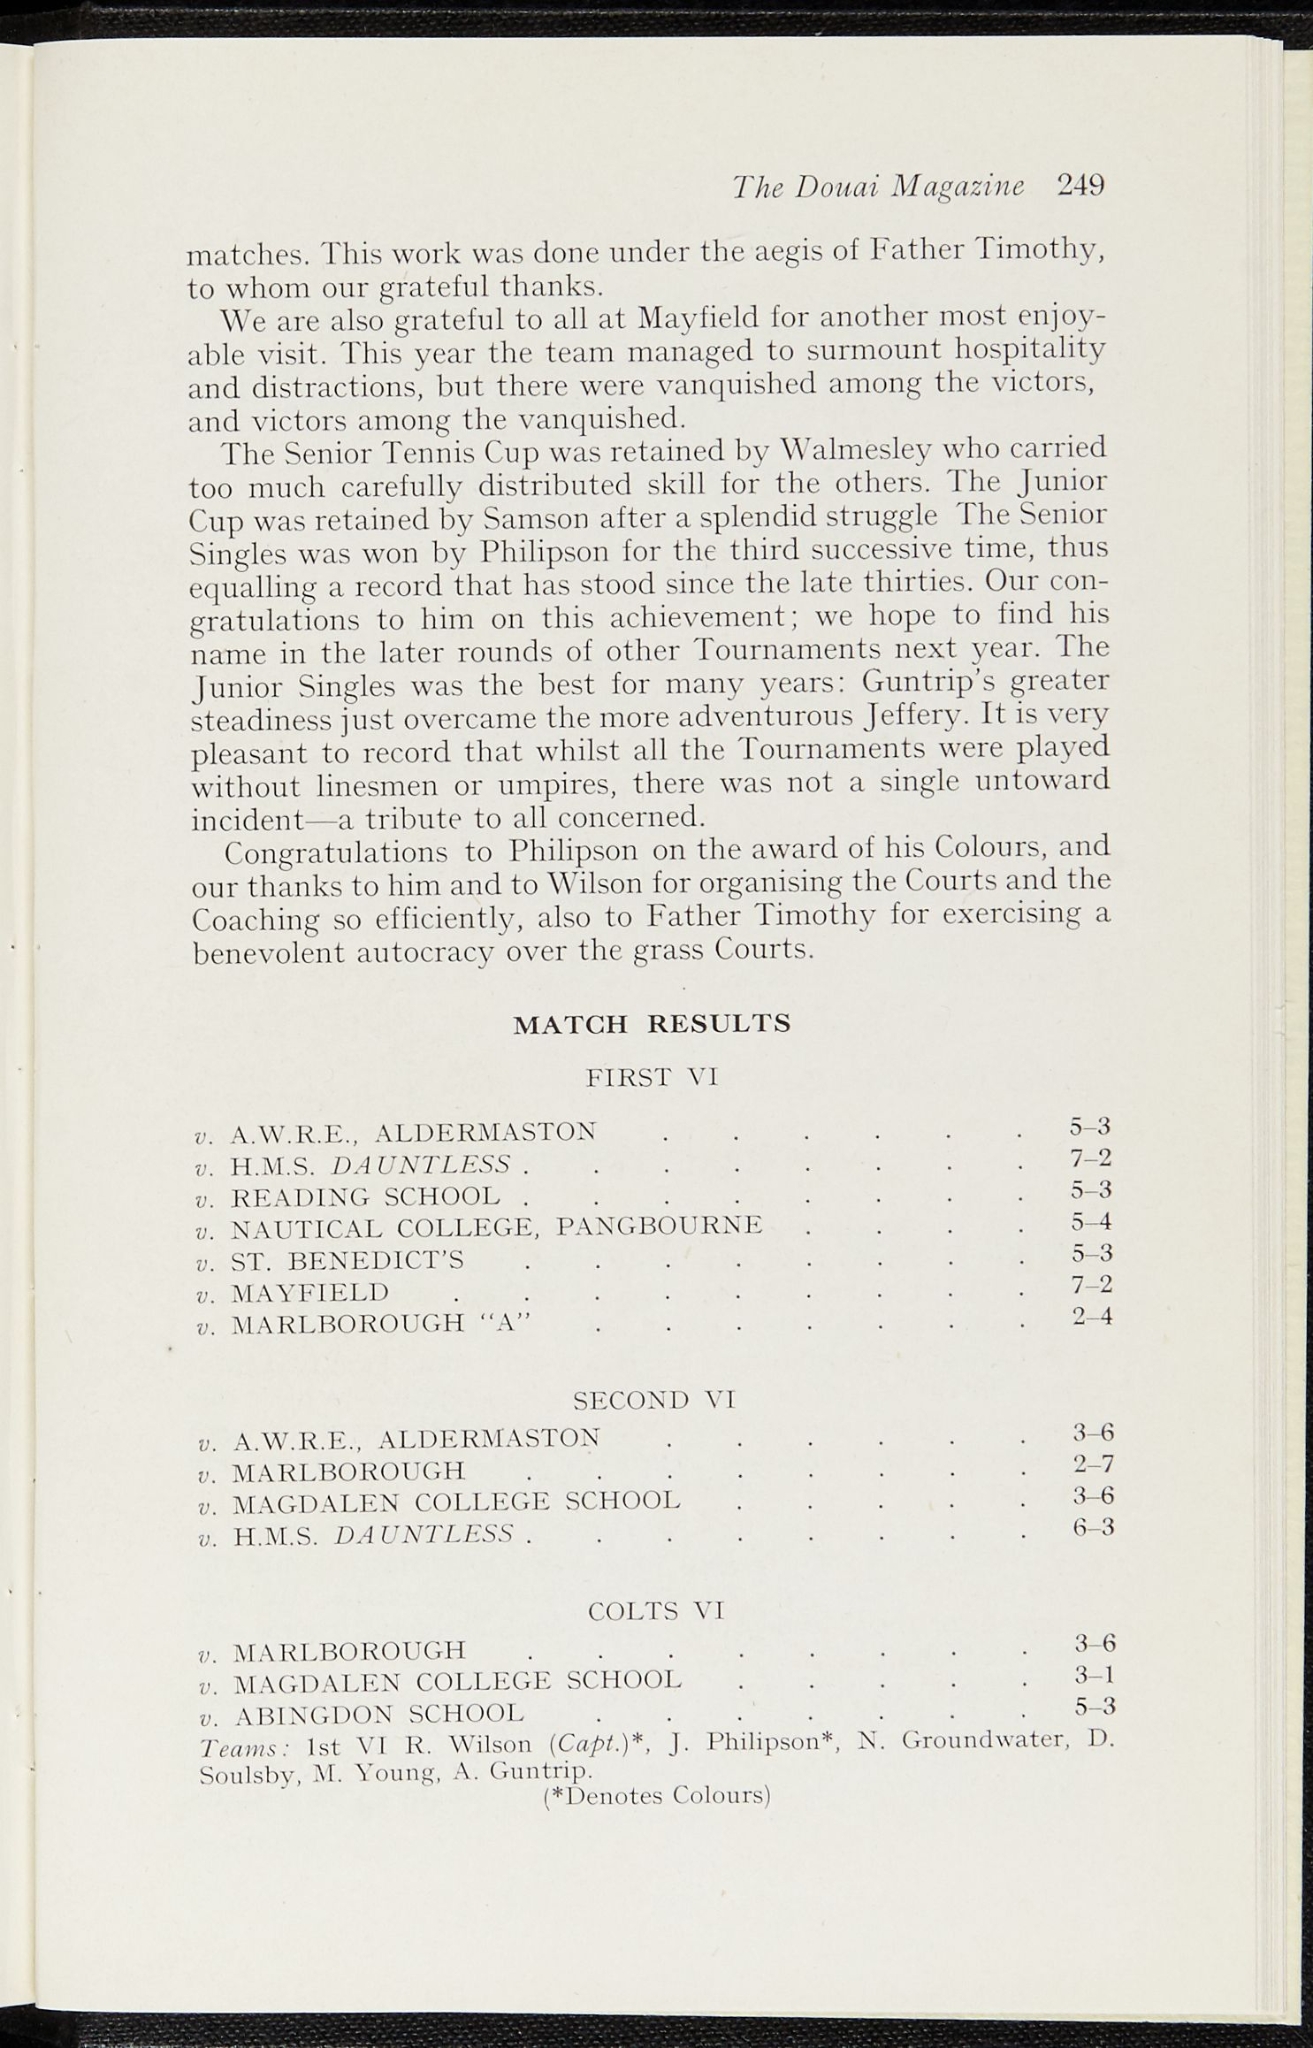 The Douai Magazine 249
matches. This work was done under the aegis of Father Timothy,
to whom our grateful thanks.
We are also grateful to all at Mayfield for another most enjoy-
able visit. This year the team managed to surmount hospitality
and distractions, but there were vanquished among the victors,
and victors among the vanquished.
The Senior Tennis Cup was retained by Walmesley who carried
too much carefully distributed skill for the others. The Junior
Cup was retained by Samson after a splendid struggle The Senior
Singles was won by Philipson for the third successive time, thus
equalling a record that has stood since the late thirties. Our con-
gratulations to him on this achievement; we hope to find his
name in the later rounds of other Tournaments next year. The
Junior Singles was the best for many years: Guntrip's greater
steadiness just overcame the more adventurous Jeffery. It is very
pleasant to record that whilst all the Tournaments were played
without linesmen or umpires, there was not a single untoward
incident—a tribute to all concerned.
Congratulations to Philipson on the award of his Colours, and
our thanks to him and to Wilson for organising the Courts and the
Coaching so efficiently, also to Father Timothy for exercising a
benevolent autocracy over the grass Courts.
MATCH RESULTS
FIRST VI
v. A.W.R.E., ALDERMASTON . . . . . . 5–3
v. H.M.S. DAUNTLESS . . . . . . . . 7–2
v. READING SCHOOL . . . . . . . . 5–3
v. NAUTICAL COLLEGE, PANGBOURNE . . . . 5–4
v. ST. BENEDICT'S . . . . . . . . 5–3
v. MAYFIELD . . . . . . . . . 7–2
v. MARLBOROUGH "A" . . . . . . . 2–4
SECOND VI
v. A.W.R.E., ALDERMASTON . . . . . . 3–6
v. MARLBOROUGH . . . . . . . . 2–7
v. MAGDALEN COLLEGE SCHOOL . . . . . 3–6
v. H.M.S. DAUNTLESS . . . . . . . . 6–3
COLTS VI
v. MARLBOROUGH . . . . . . . . 3–6
v. MAGDALEN COLLEGE SCHOOL . . . . . 3–1
v. ABINGDON SCHOOL . . . . . . . 5–3
Teams: 1st VI R. Wilson (Capt.)*, J. Philipson*, N. Groundwater, D.
Soulsby, M. Young, A. Guntrip.
(*Denotes Colours)